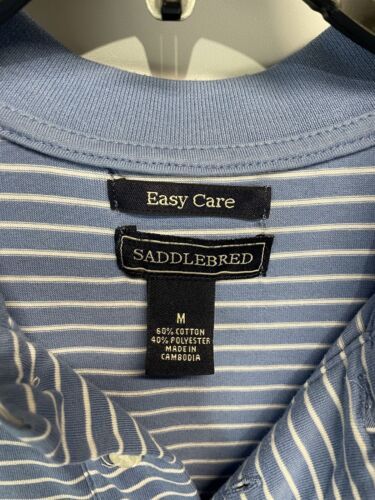 Easy Care
SADDLEBRED
M
60% COTTON
40% POLYESTER
MADE IN
CAMBODIA